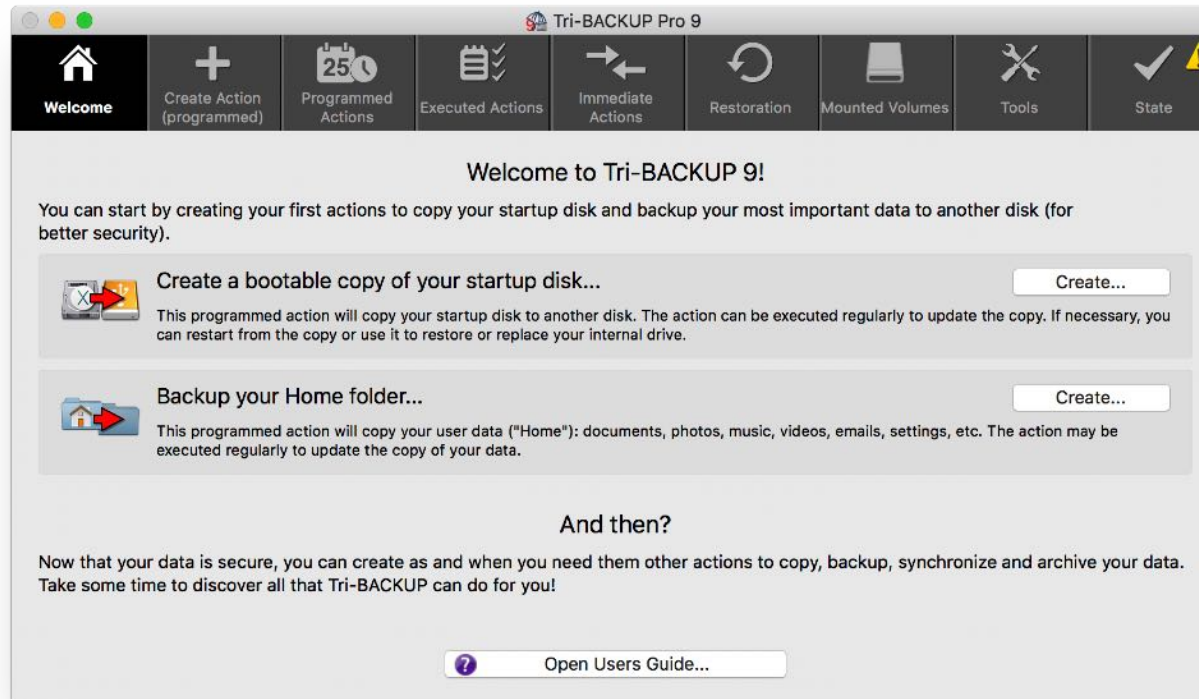 Tri-BACKUP Pro 9
Welcome
Create Action
(programmed)
25
Programmed
Actions
Executed Actions
Immediate
Actions
Restoration
Mounted Volumes
Tools
State
Welcome to Tri-BACKUP 9!
You can start by creating your first actions to copy your startup disk and backup your most important data to another disk (for
better security).
X
Create a bootable copy of your startup disk...
Create...
This programmed action will copy your startup disk to another disk. The action can be executed regularly to update the copy. If necessary, you
can restart from the copy or use it to restore or replace your internal drive.
Backup your Home folder...
Create...
This programmed action will copy your user data ("Home"): documents, photos, music, videos, emails, settings, etc. The action may be
executed regularly to update the copy of your data.
And then?
Now that your data is secure, you can create as and when you need them other actions to copy, backup, synchronize and archive your data.
Take some time to discover all that Tri-BACKUP can do for you!
? Open Users Guide...